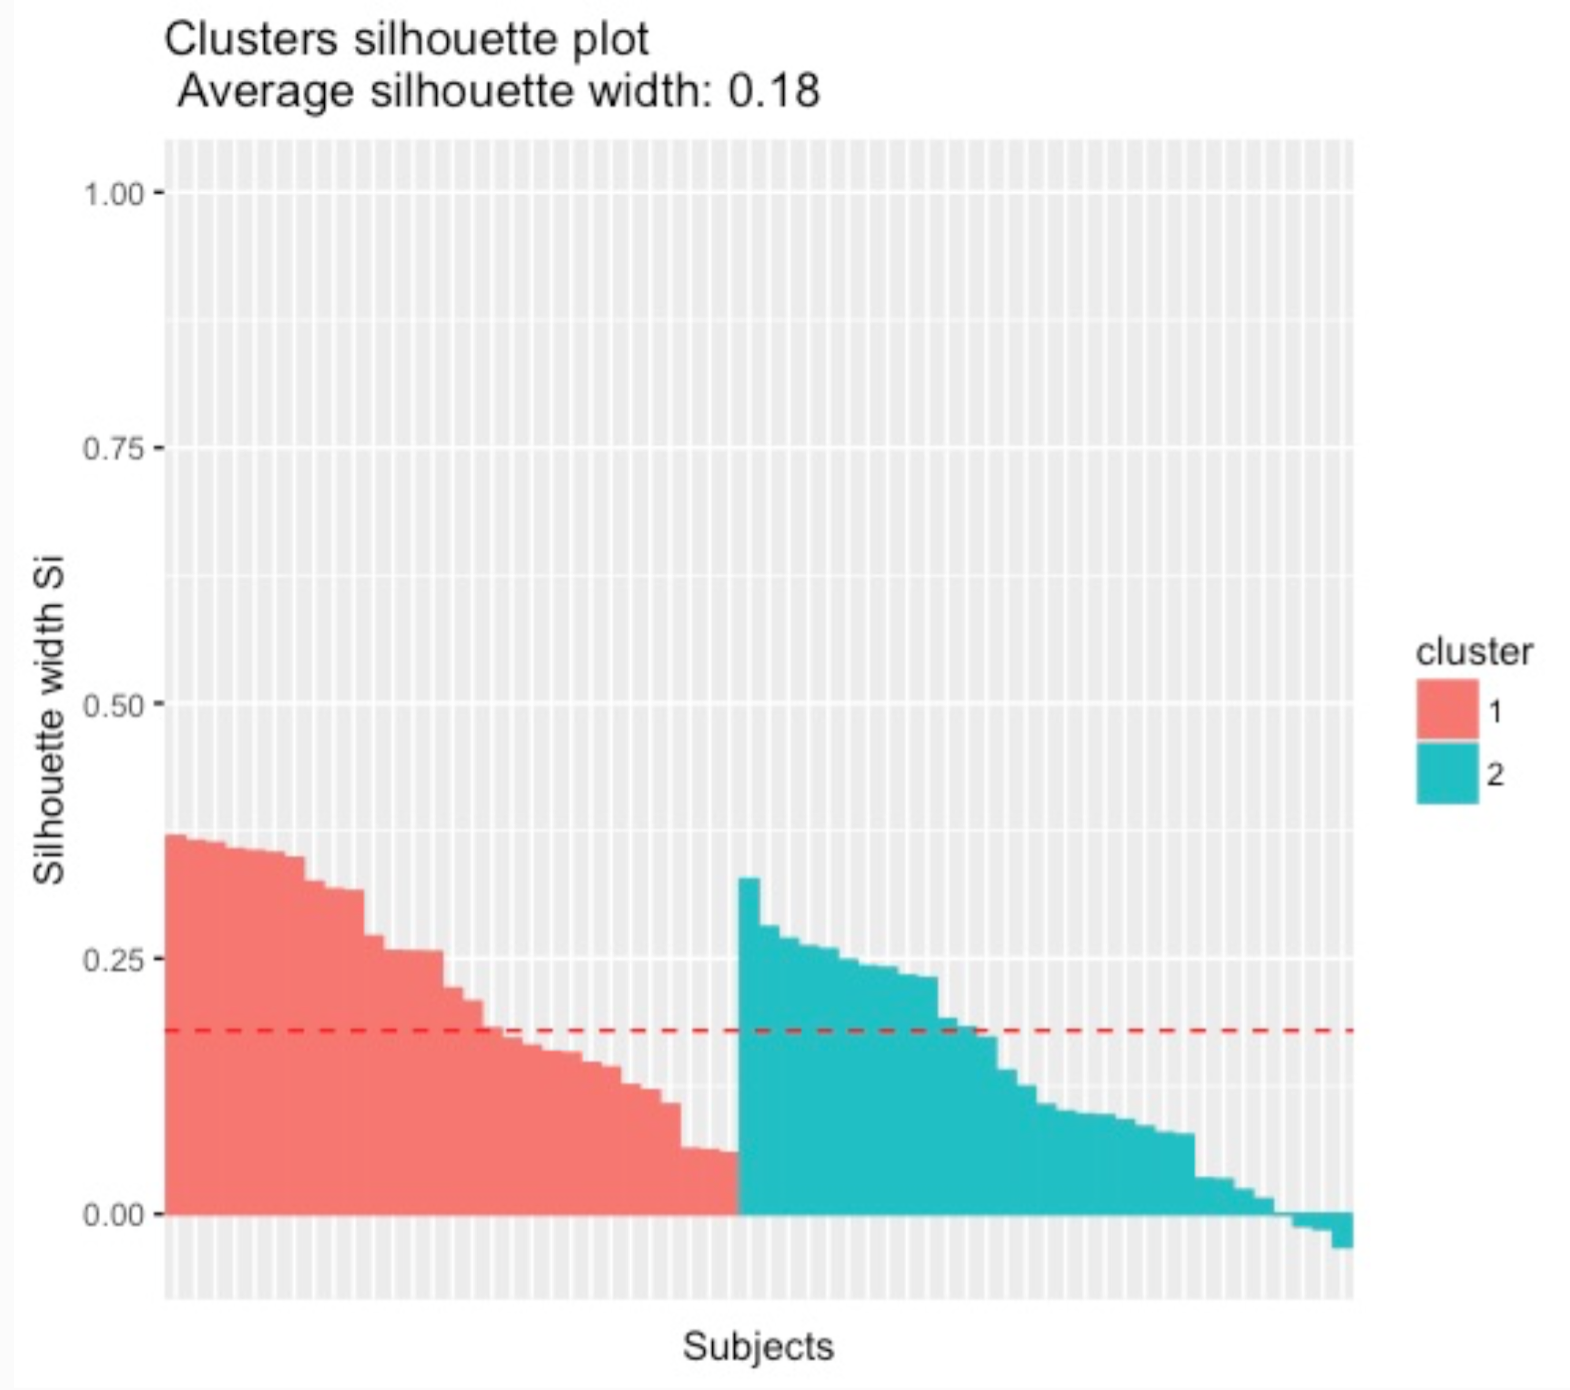 Clusters silhouette plot
Average silhouette width: 0.18
1.00
0.75
0.50
0.25
0.00
Silhouette width Si
Subjects
cluster
1
2